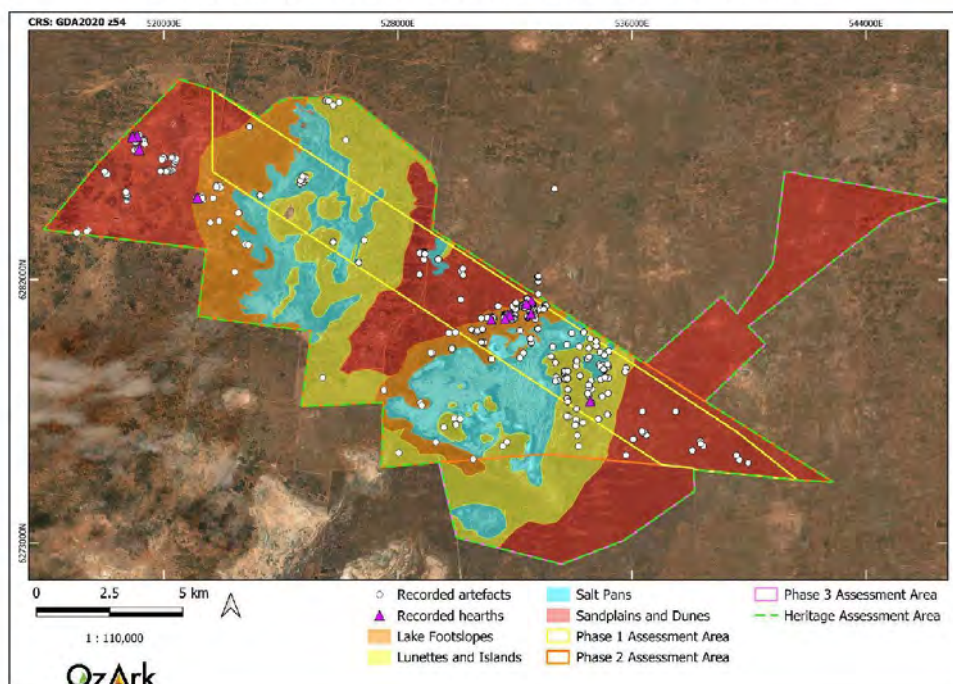 CRS: GDA2020 z54
520000E 528000E 536000E 544000E
6282000N
6273000N
0 2.5 5 km
1 : 110,000
OzArk
Recorded artefacts
Recorded hearths
Lake Footslopes
Lunettes and Islands
Salt Pans
Sandplains and Dunes
Phase 1 Assessment Area
Phase 2 Assessment Area
Phase 3 Assessment Area
Heritage Assessment Area